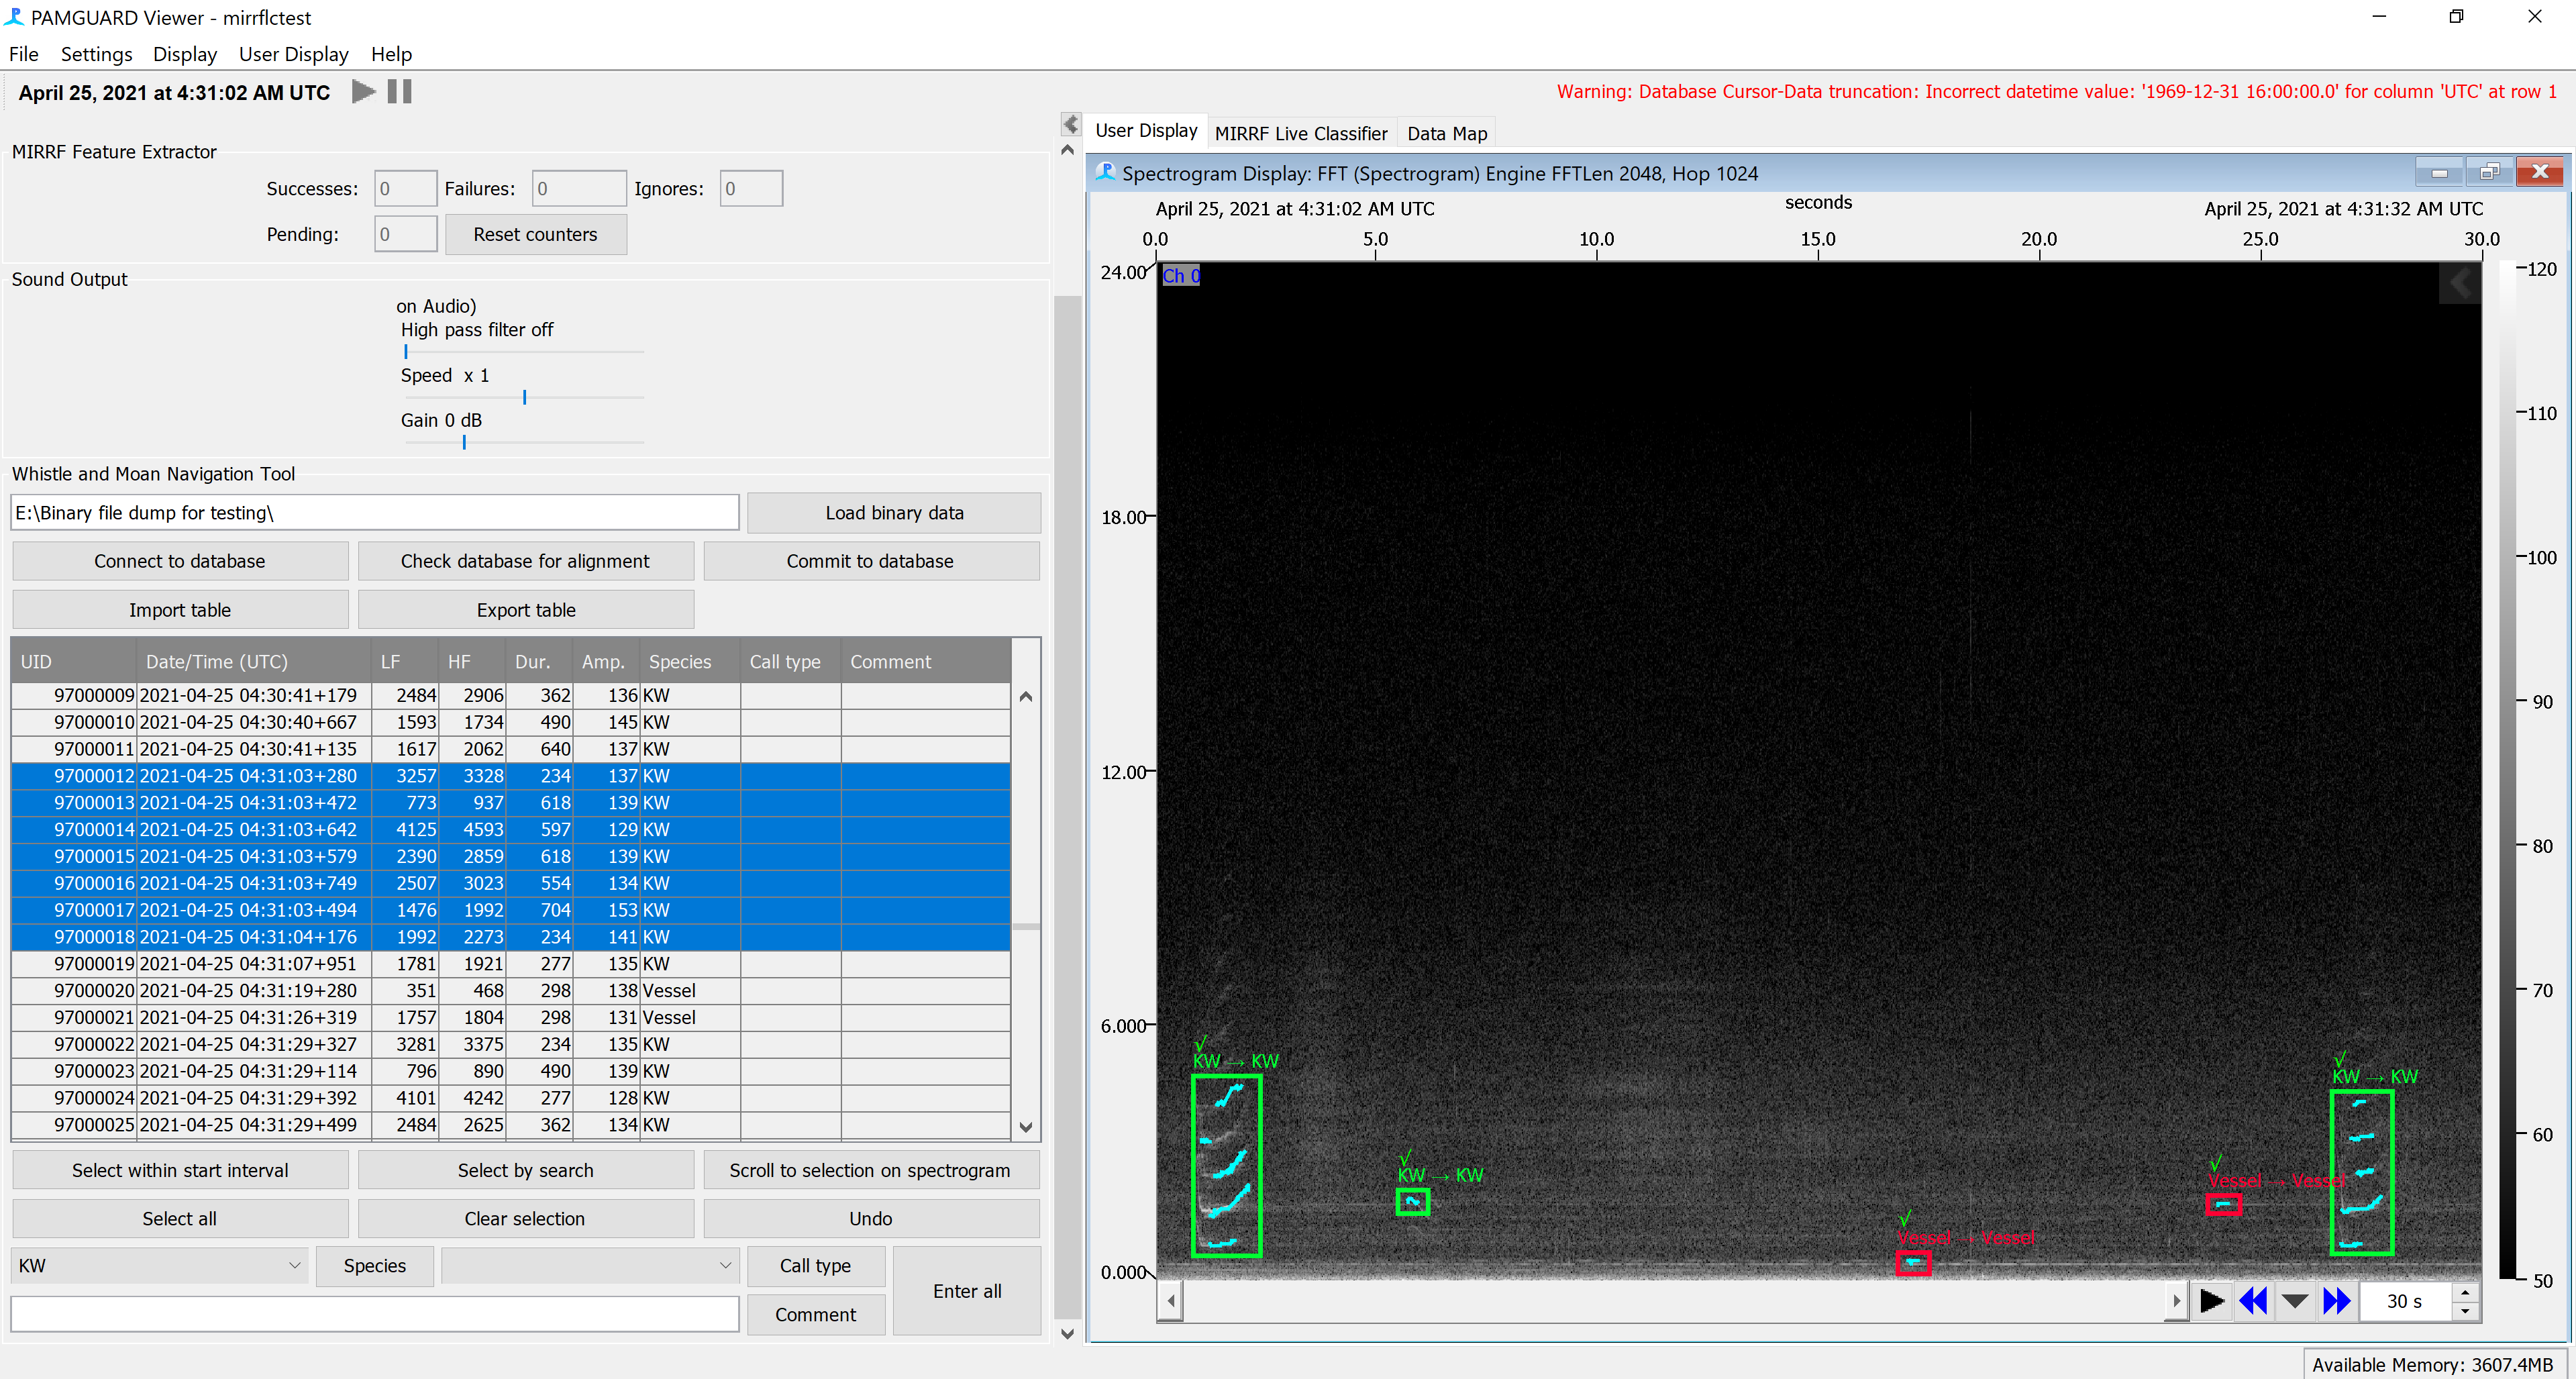 PAMGUARD Viewer - mirrflctest
File Settings Display User Display Help
April 25, 2021 at 4:31:02 AM UTC
Warning: Database Cursor-Data truncation: Incorrect datetime value: '1969-12-31 16:00:00.0' for column 'UTC' at row 1
MIRRF Feature Extractor
Successes: 0 Failures: 0 Ignores: 0
Pending: 0 Reset counters
Sound Output
on Audio)
High pass filter off
Speed x 1
Gain 0 dB
Whistle and Moan Navigation Tool
E:\Binary file dump for testing\ Load binary data
Connect to database Check database for alignment Commit to database
Import table Export table
UID Date/Time (UTC) LF HF Dur. Amp. Species Call type Comment
97000009 2021-04-25 04:30:41+179 2484 2906 362 136 KW
97000010 2021-04-25 04:30:40+667 1593 1734 490 145 KW
97000011 2021-04-25 04:30:41+135 1617 2062 640 137 KW
97000012 2021-04-25 04:31:03+280 3257 3328 234 137 KW
97000013 2021-04-25 04:31:03+472 773 937 618 139 KW
97000014 2021-04-25 04:31:03+642 4125 4593 597 129 KW
97000015 2021-04-25 04:31:03+579 2390 2859 618 139 KW
97000016 2021-04-25 04:31:03+749 2507 3023 554 134 KW
97000017 2021-04-25 04:31:03+494 1476 1992 704 153 KW
97000018 2021-04-25 04:31:04+176 1992 2273 234 141 KW
97000019 2021-04-25 04:31:07+951 1781 1921 277 135 KW
97000020 2021-04-25 04:31:19+280 351 468 298 138 Vessel
97000021 2021-04-25 04:31:26+319 1757 1804 298 131 Vessel
97000022 2021-04-25 04:31:29+327 3281 3375 234 135 KW
97000023 2021-04-25 04:31:29+114 796 890 490 139 KW
97000024 2021-04-25 04:31:29+392 4101 4242 277 128 KW
97000025 2021-04-25 04:31:29+499 2484 2625 362 134 KW
Select within start interval Select by search Scroll to selection on spectrogram
Select all Clear selection Undo
KW Species Call type Enter all
Comment
User Display MIRRF Live Classifier Data Map
Spectrogram Display: FFT (Spectrogram) Engine FFTLen 2048, Hop 1024
April 25, 2021 at 4:31:02 AM UTC seconds April 25, 2021 at 4:31:32 AM UTC
0.0 5.0 10.0 15.0 20.0 25.0 30.0
24.00 Ch 0 120
110
18.00
100
90
12.00
80
70
6.000
√
KW → KW
√
KW → KW
60
√
KW → KW
√
Vessel → Vessel
√
Vessel → Vessel
0.000 50
30 s
Available Memory: 3607.4MB